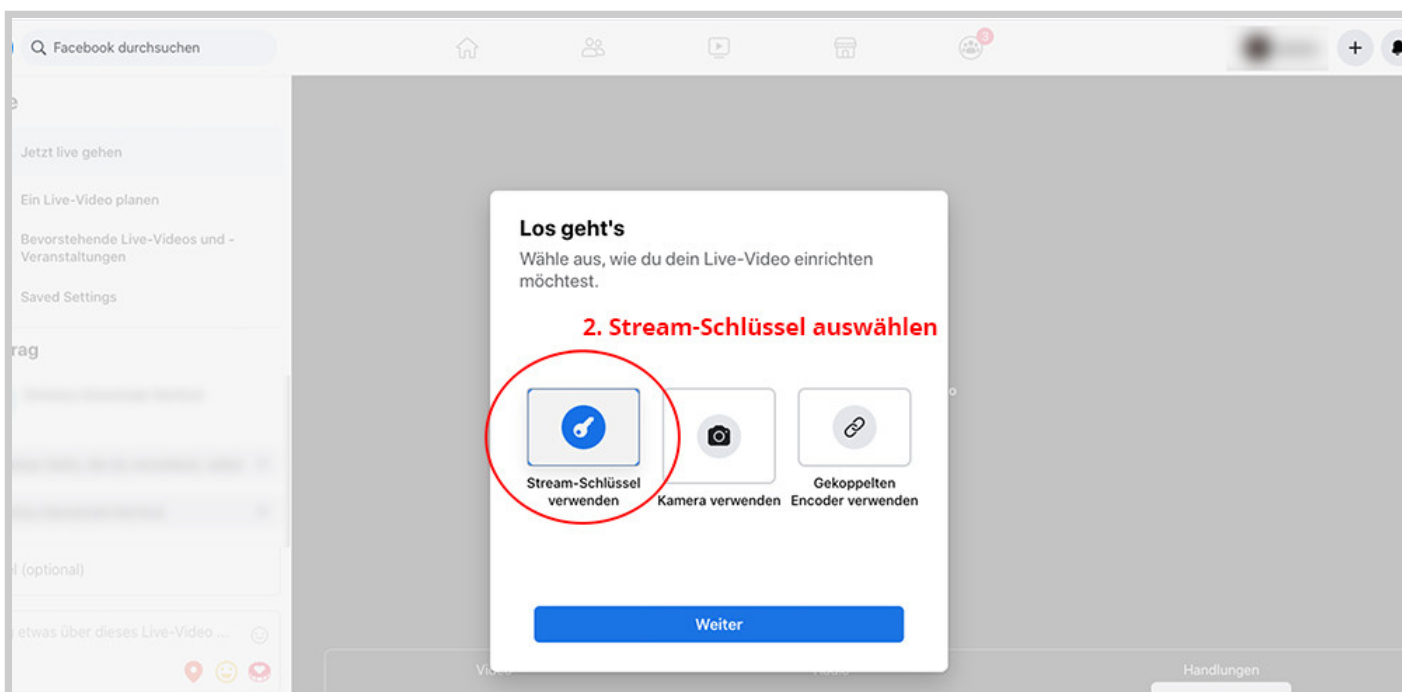 Facebook durchsuchen
3
Jetzt live gehen
Ein Live-Video planen
Bevorstehende Live-Videos und -
Veranstaltungen
Saved Settings
rag
(optional)
etwas über dieses Live-Video ...
Los geht's
Wähle aus, wie du dein Live-Video einrichten
möchtest.
2. Stream-Schlüssel auswählen
Stream-Schlüssel
verwenden
Kamera verwenden
Gekoppelten
Encoder verwenden
Weiter
Handlungen